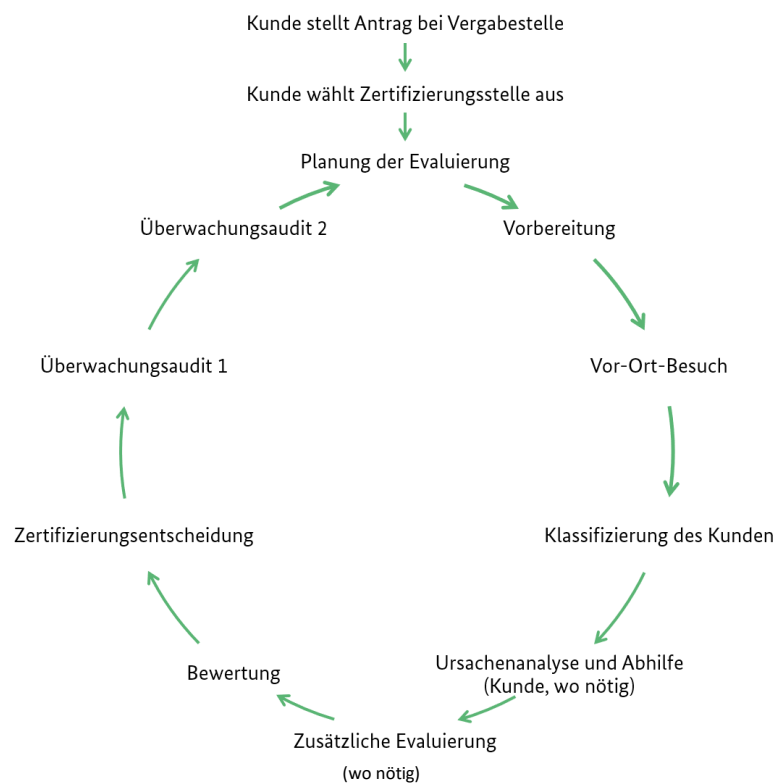 Kunde stellt Antrag bei Vergabestelle
Kunde wählt Zertifizierungsstelle aus
Planung der Evaluierung
Vorbereitung
Vor-Ort-Besuch
Klassifizierung des Kunden
Ursachenanalyse und Abhilfe
(Kunde, wo nötig)
Zusätzliche Evaluierung
(wo nötig)
Bewertung
Zertifizierungsentscheidung
Überwachungsaudit 1
Überwachungsaudit 2